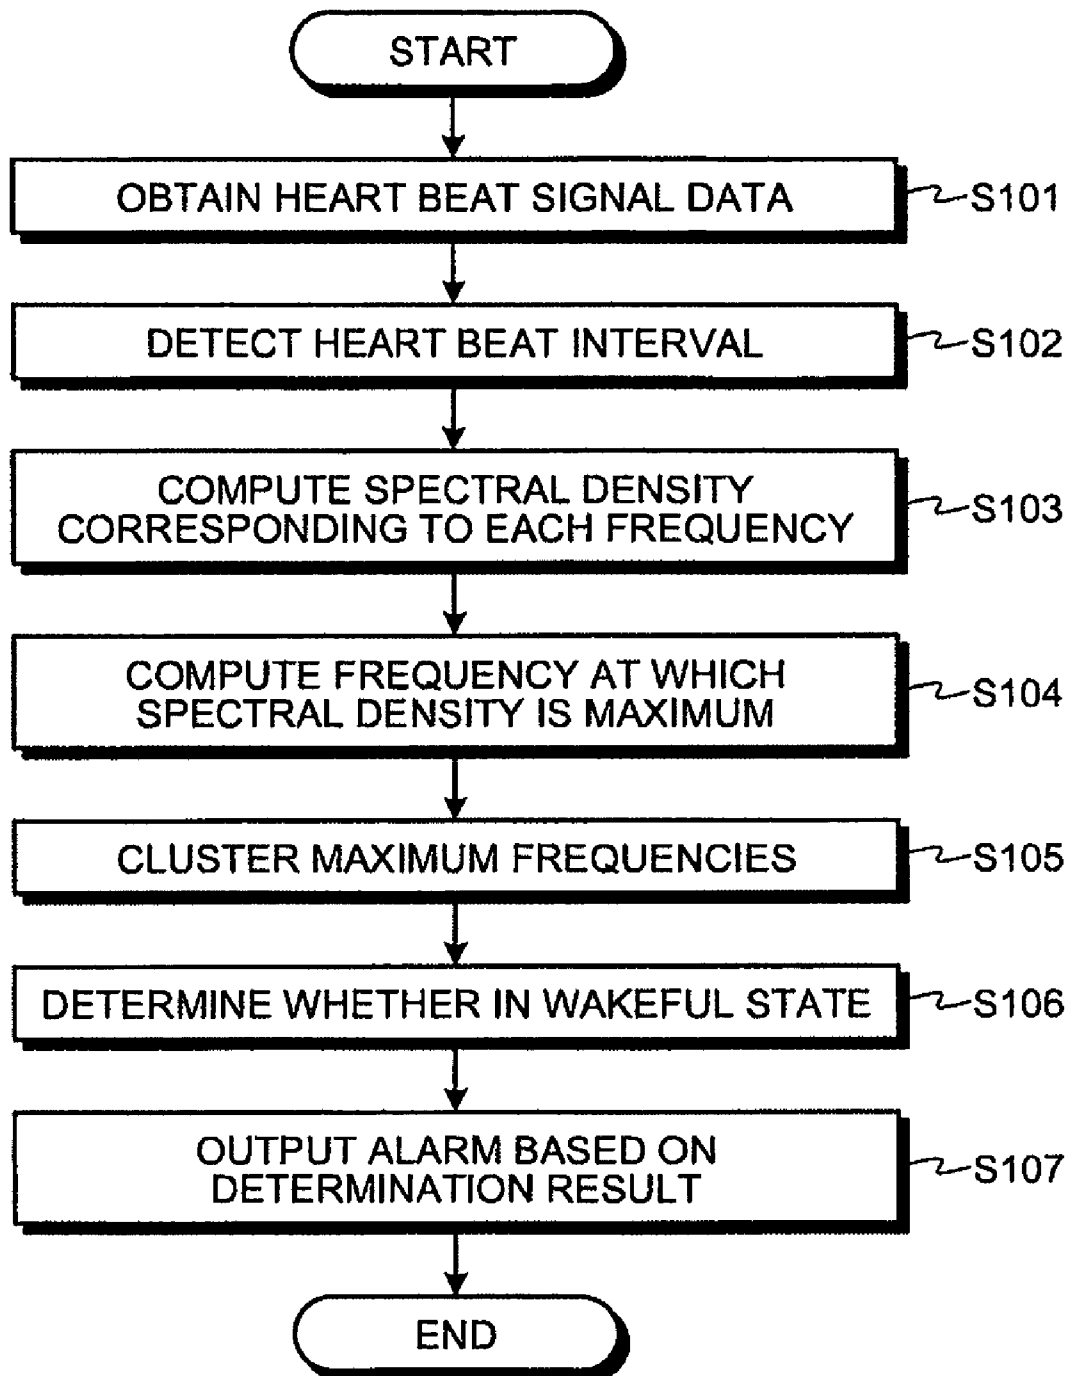 START
OBTAIN HEART BEAT SIGNAL DATA
S101
DETECT HEART BEAT INTERVAL
S102
COMPUTE SPECTRAL DENSITY
CORRESPONDING TO EACH FREQUENCY
S103
COMPUTE FREQUENCY AT WHICH
SPECTRAL DENSITY IS MAXIMUM
S104
CLUSTER MAXIMUM FREQUENCIES
S105
DETERMINE WHETHER IN WAKEFUL STATE
S106
OUTPUT ALARM BASED ON
DETERMINATION RESULT
S107
END